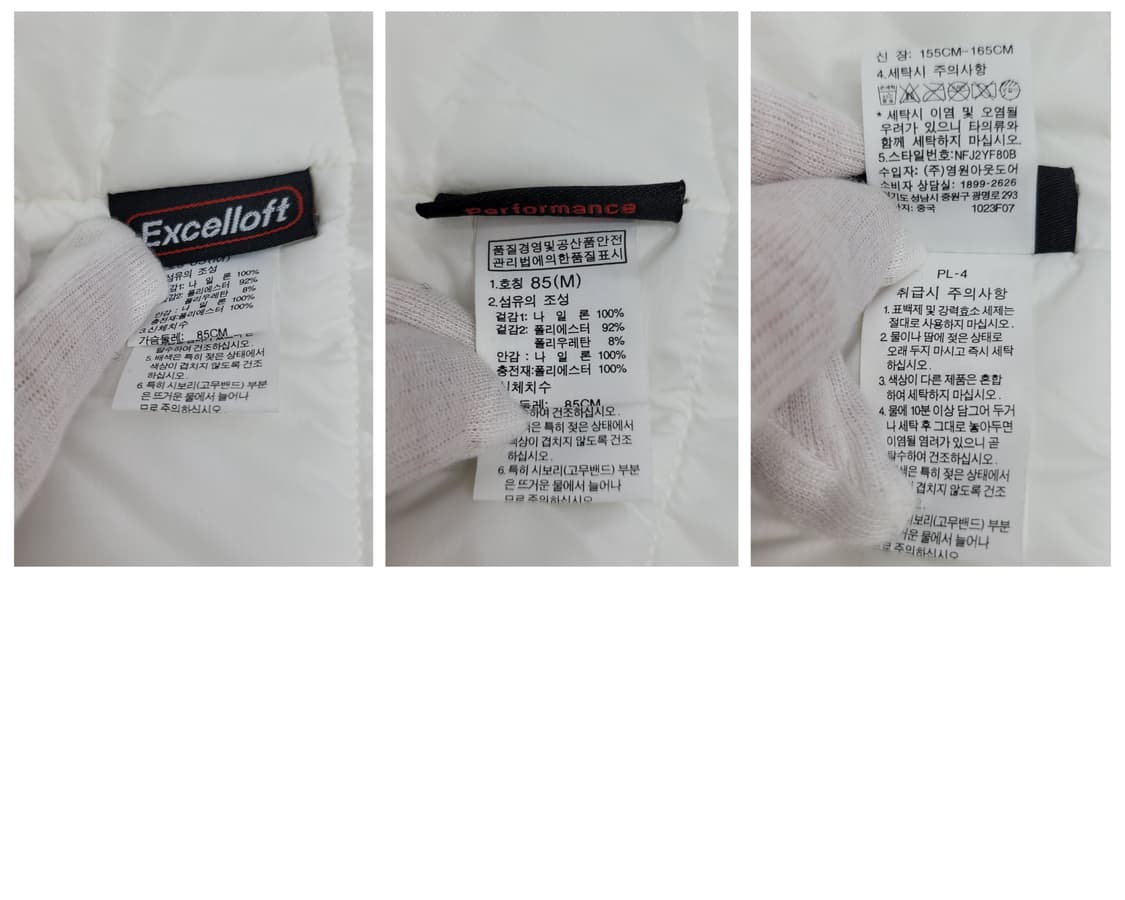 Excelloft
섬유의 조성
나 일 론 100%
폴리에스터 92%
폴리우레탄 8%
안감 : 나 일 론 100%
충전재:폴리에스터 100%
3.신체치수
가슴둘레: 85CM
탈수하여 건조하십시오.
5. 배색은 특히 젖은 상태에서
색상이 겹치지 않도록 건조
하십시오.
6. 특히 시보리(고무밴드) 부분
은 뜨거운 물에서 늘어나
므로 주의하십시오.
Performance
품질경영및공산품안전
관리법에의한품질표시
1.호칭 85(M)
2.섬유의 조성
겉감1: 나 일 론 100%
겉감2: 폴리에스터 92%
폴리우레탄 8%
안감 : 나 일 론 100%
충전재:폴리에스터 100%
신체치수
둘레: 85CM
하여 건조하십시오.
은 특히 젖은 상태에서
색상이 겹치지 않도록 건조
하십시오.
6. 특히 시보리(고무밴드) 부분
은 뜨거운 물에서 늘어나
므로 주의하십시오.
신 장: 155CM-165CM
4.세탁시 주의사항
* 세탁시 이염 및 오염될
우려가 있으니 타의류와
함께 세탁하지 마십시오.
5.스타일번호:NFJ2YF80B
수입자: (주)영원아웃도어
소비자 상담실: 1899-2626
경기도 성남시 중원구 광명로 293
중국 1023F07
PL-4
취급시 주의사항
1. 표백제 및 강력효소 세제는
절대로 사용하지 마십시오.
2. 물이나 땀에 젖은 상태로
오래 두지 마시고 즉시 세탁
하십시오.
3. 색상이 다른 제품은 혼합
하여 세탁하지 마십시오.
4. 물에 10분 이상 담그어 두거
나 세탁 후 그대로 놓아두면
이염될 염려가 있으니 곧
탈수하여 건조하십시오.
색은 특히 젖은 상태에서
겹치지 않도록 건조
보리(고무밴드) 부분
거운 물에서 늘어나
로 주의하십시오